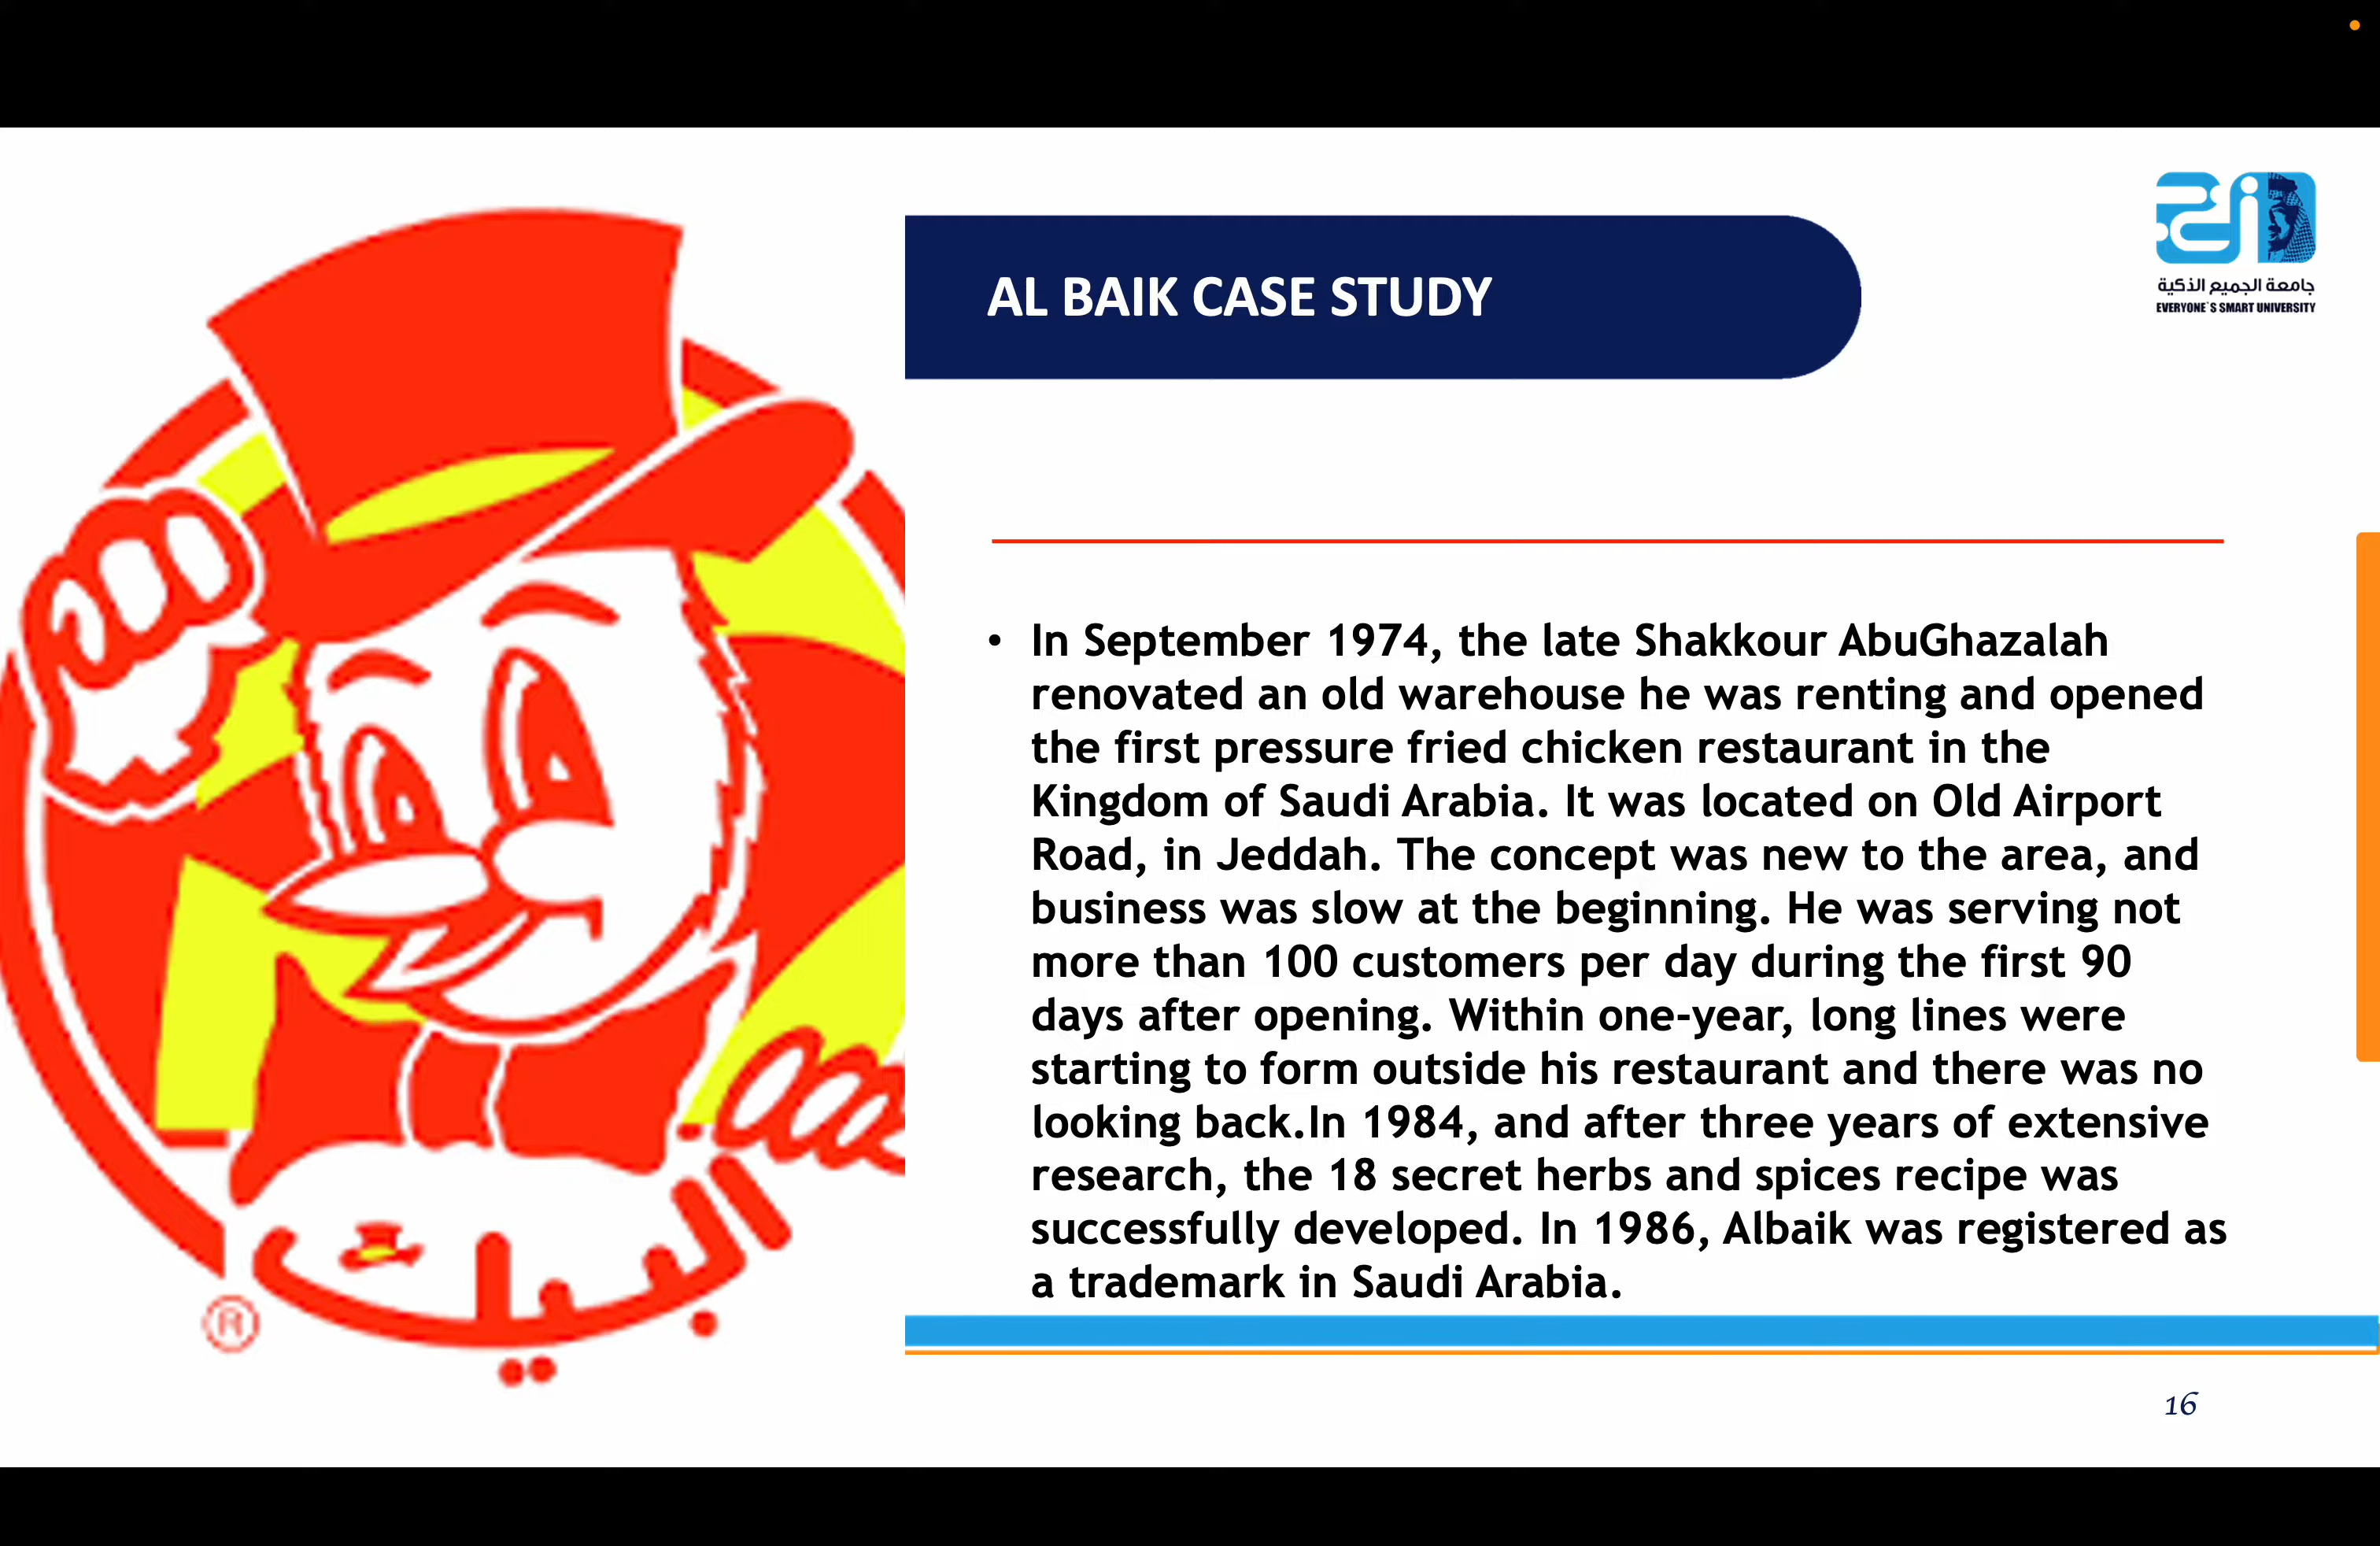 جامعة الجميع الذكية
EVERYONE'S SMART UNIVERSITY
AL BAIK CASE STUDY
• In September 1974, the late Shakkour AbuGhazalah
renovated an old warehouse he was renting and opened
the first pressure fried chicken restaurant in the
Kingdom of Saudi Arabia. It was located on Old Airport
Road, in Jeddah. The concept was new to the area, and
business was slow at the beginning. He was serving not
more than 100 customers per day during the first 90
days after opening. Within one-year, long lines were
starting to form outside his restaurant and there was no
looking back.In 1984, and after three years of extensive
research, the 18 secret herbs and spices recipe was
successfully developed. In 1986, Albaik was registered as
a trademark in Saudi Arabia.
البيك
®
16